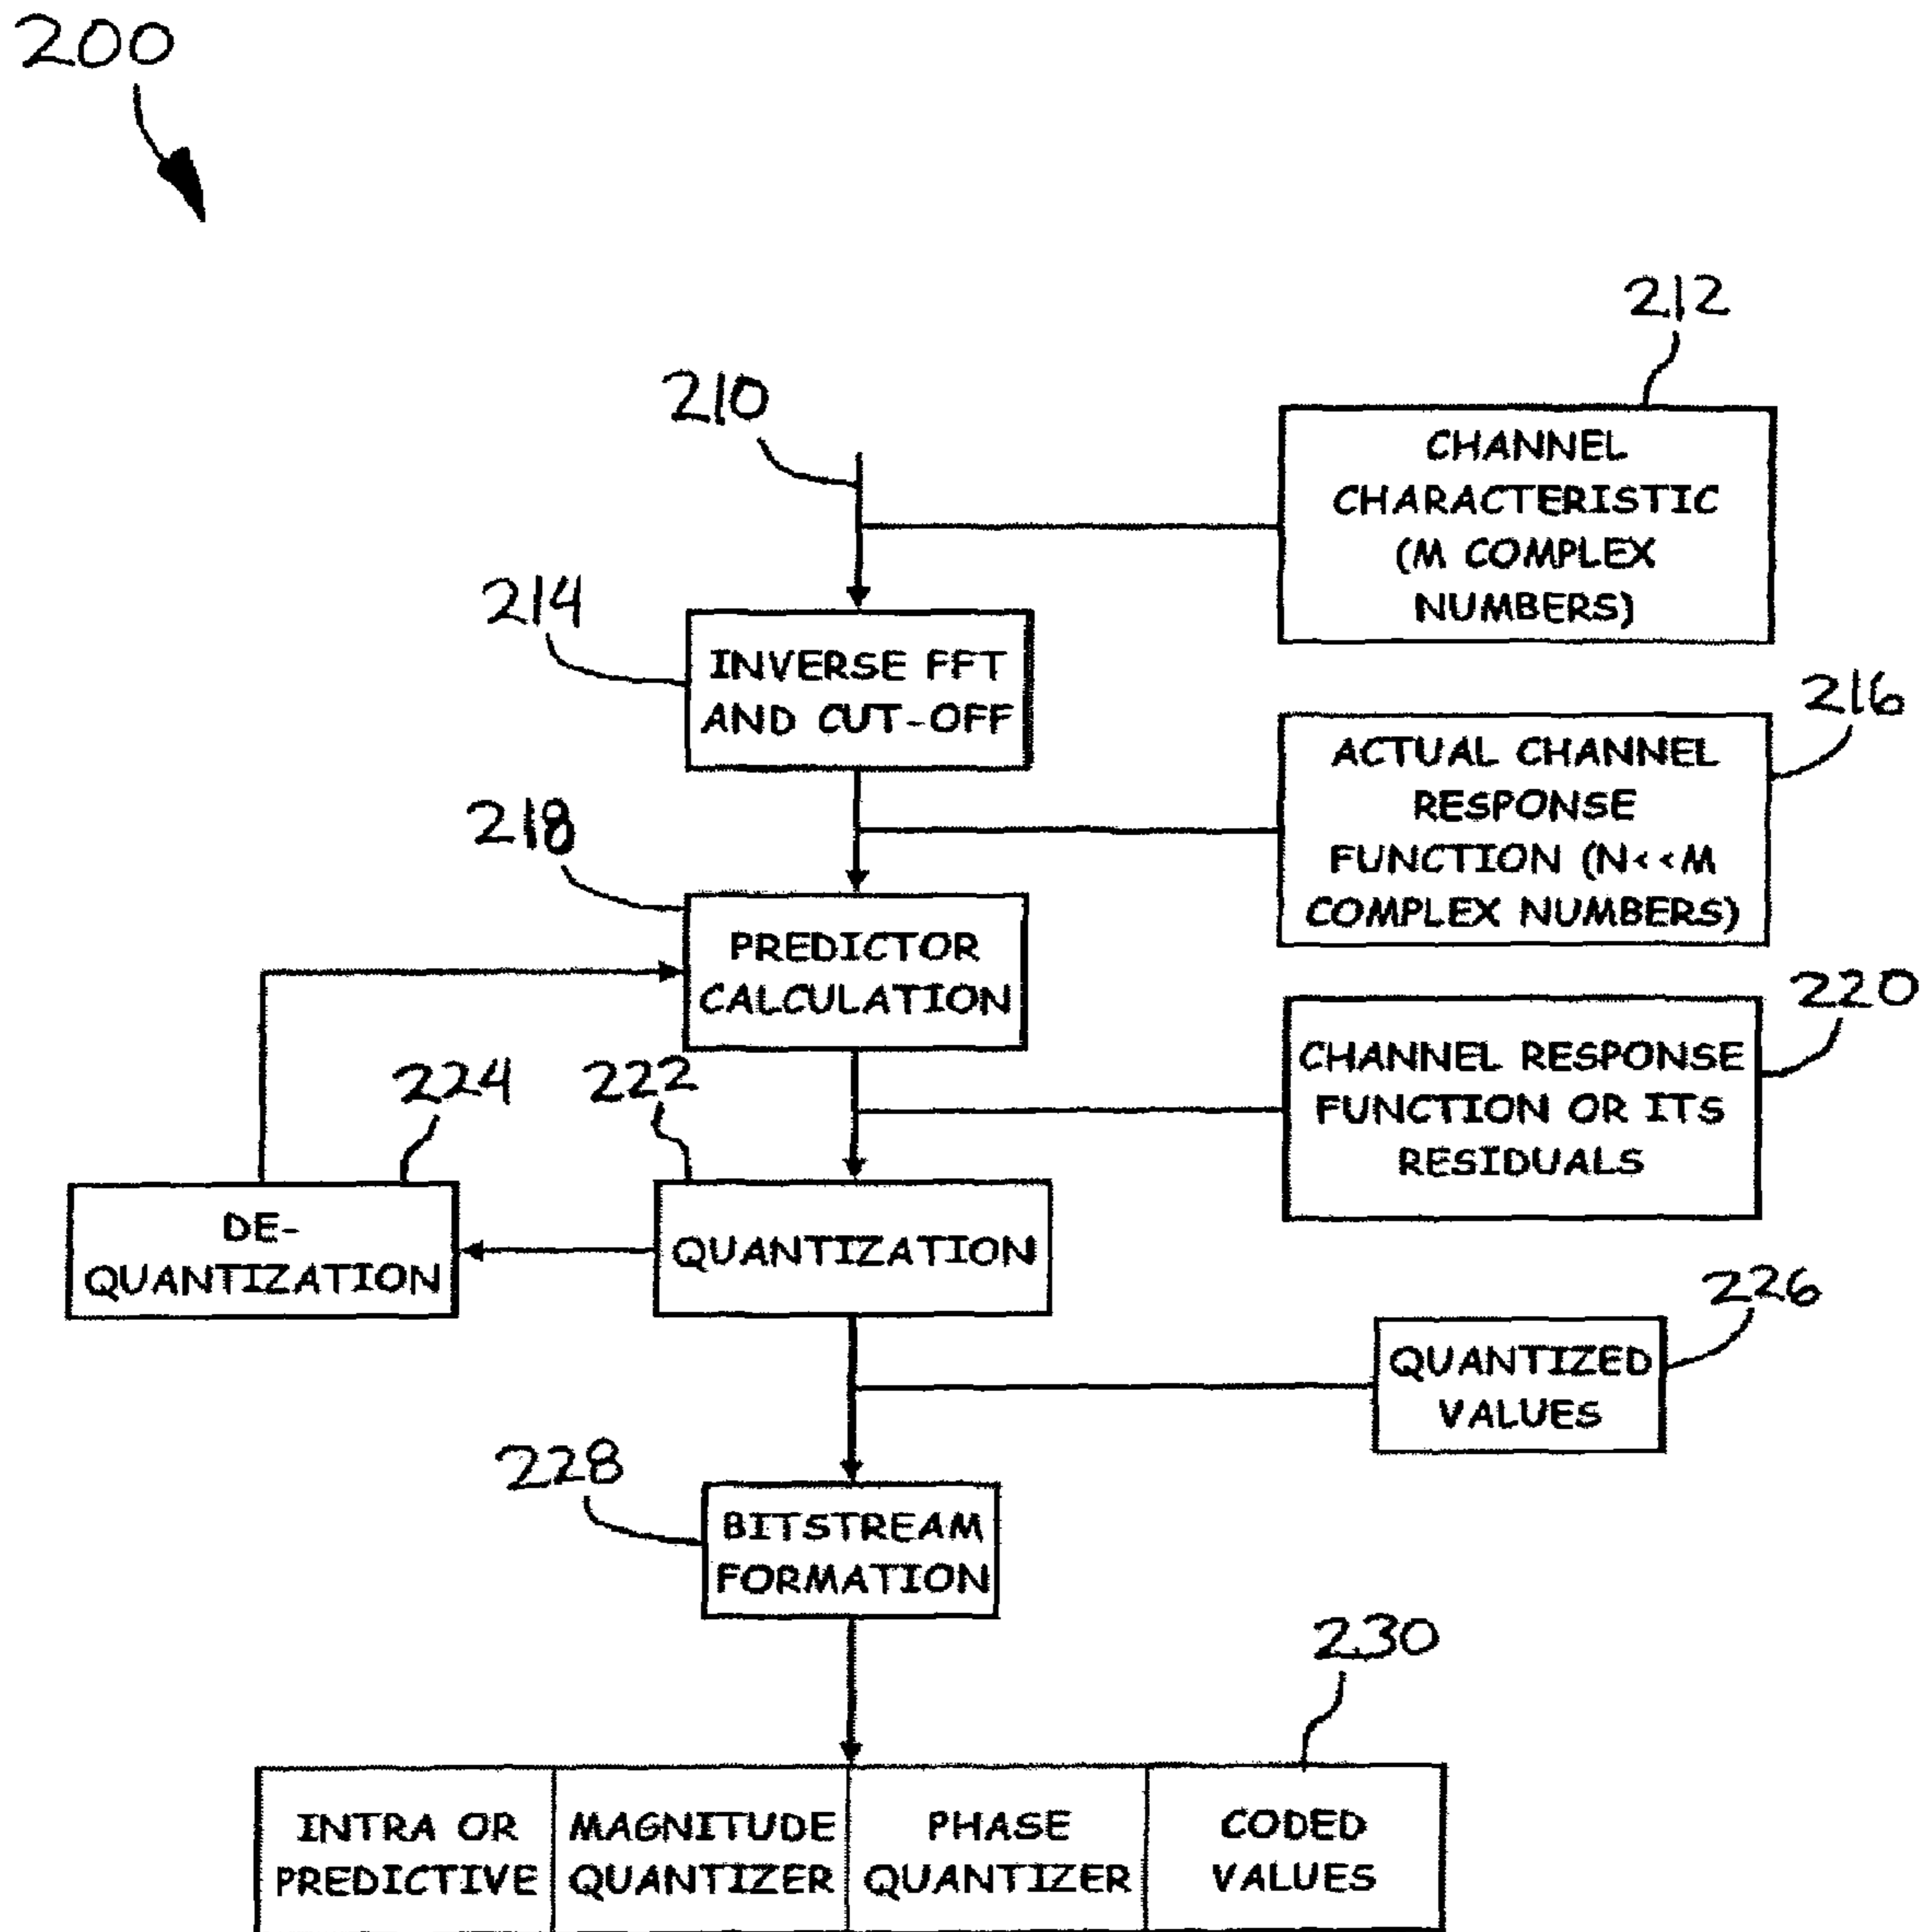 200
212
CHANNEL
CHARACTERISTIC
(M COMPLEX
NUMBERS)
210
214
INVERSE FFT
AND CUT-OFF
216
ACTUAL CHANNEL
RESPONSE
FUNCTION (N<<M
COMPLEX NUMBERS)
218
PREDICTOR
CALCULATION
220
CHANNEL RESPONSE
FUNCTION OR ITS
RESIDUALS
224
222
DE-
QUANTIZATION
QUANTIZATION
226
QUANTIZED
VALUES
228
BITSTREAM
FORMATION
230
INTRA OR
PREDICTIVE
MAGNITUDE
QUANTIZER
PHASE
QUANTIZER
CODED
VALUES